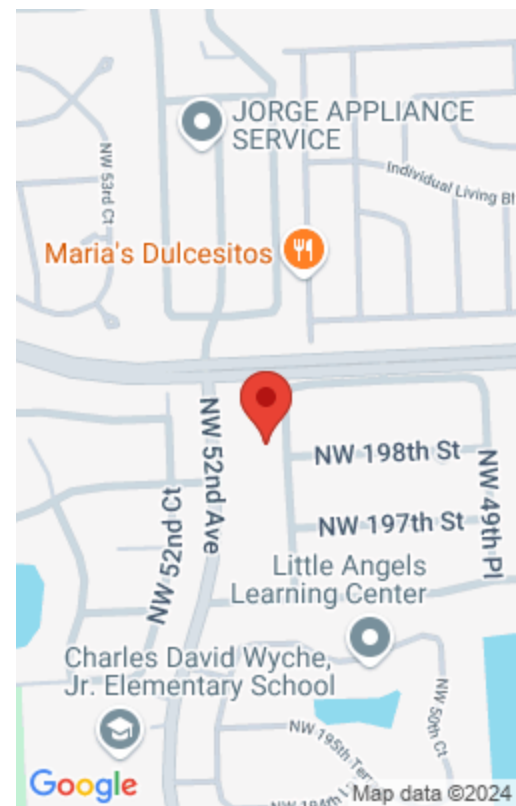 JORGE APPLIANCE
SERVICE
NW 53rd Ct
Individual Living Bl
Maria's Dulcesitos
NW 52nd Ave
NW 198th St
NW 49th Pl
NW 52nd Ct
NW 197th St
Little Angels
Learning Center
Charles David Wyche,
Jr. Elementary School
NW 50th Ct
NW 195th Ter
NW 194th L
Google
Map data ©2024